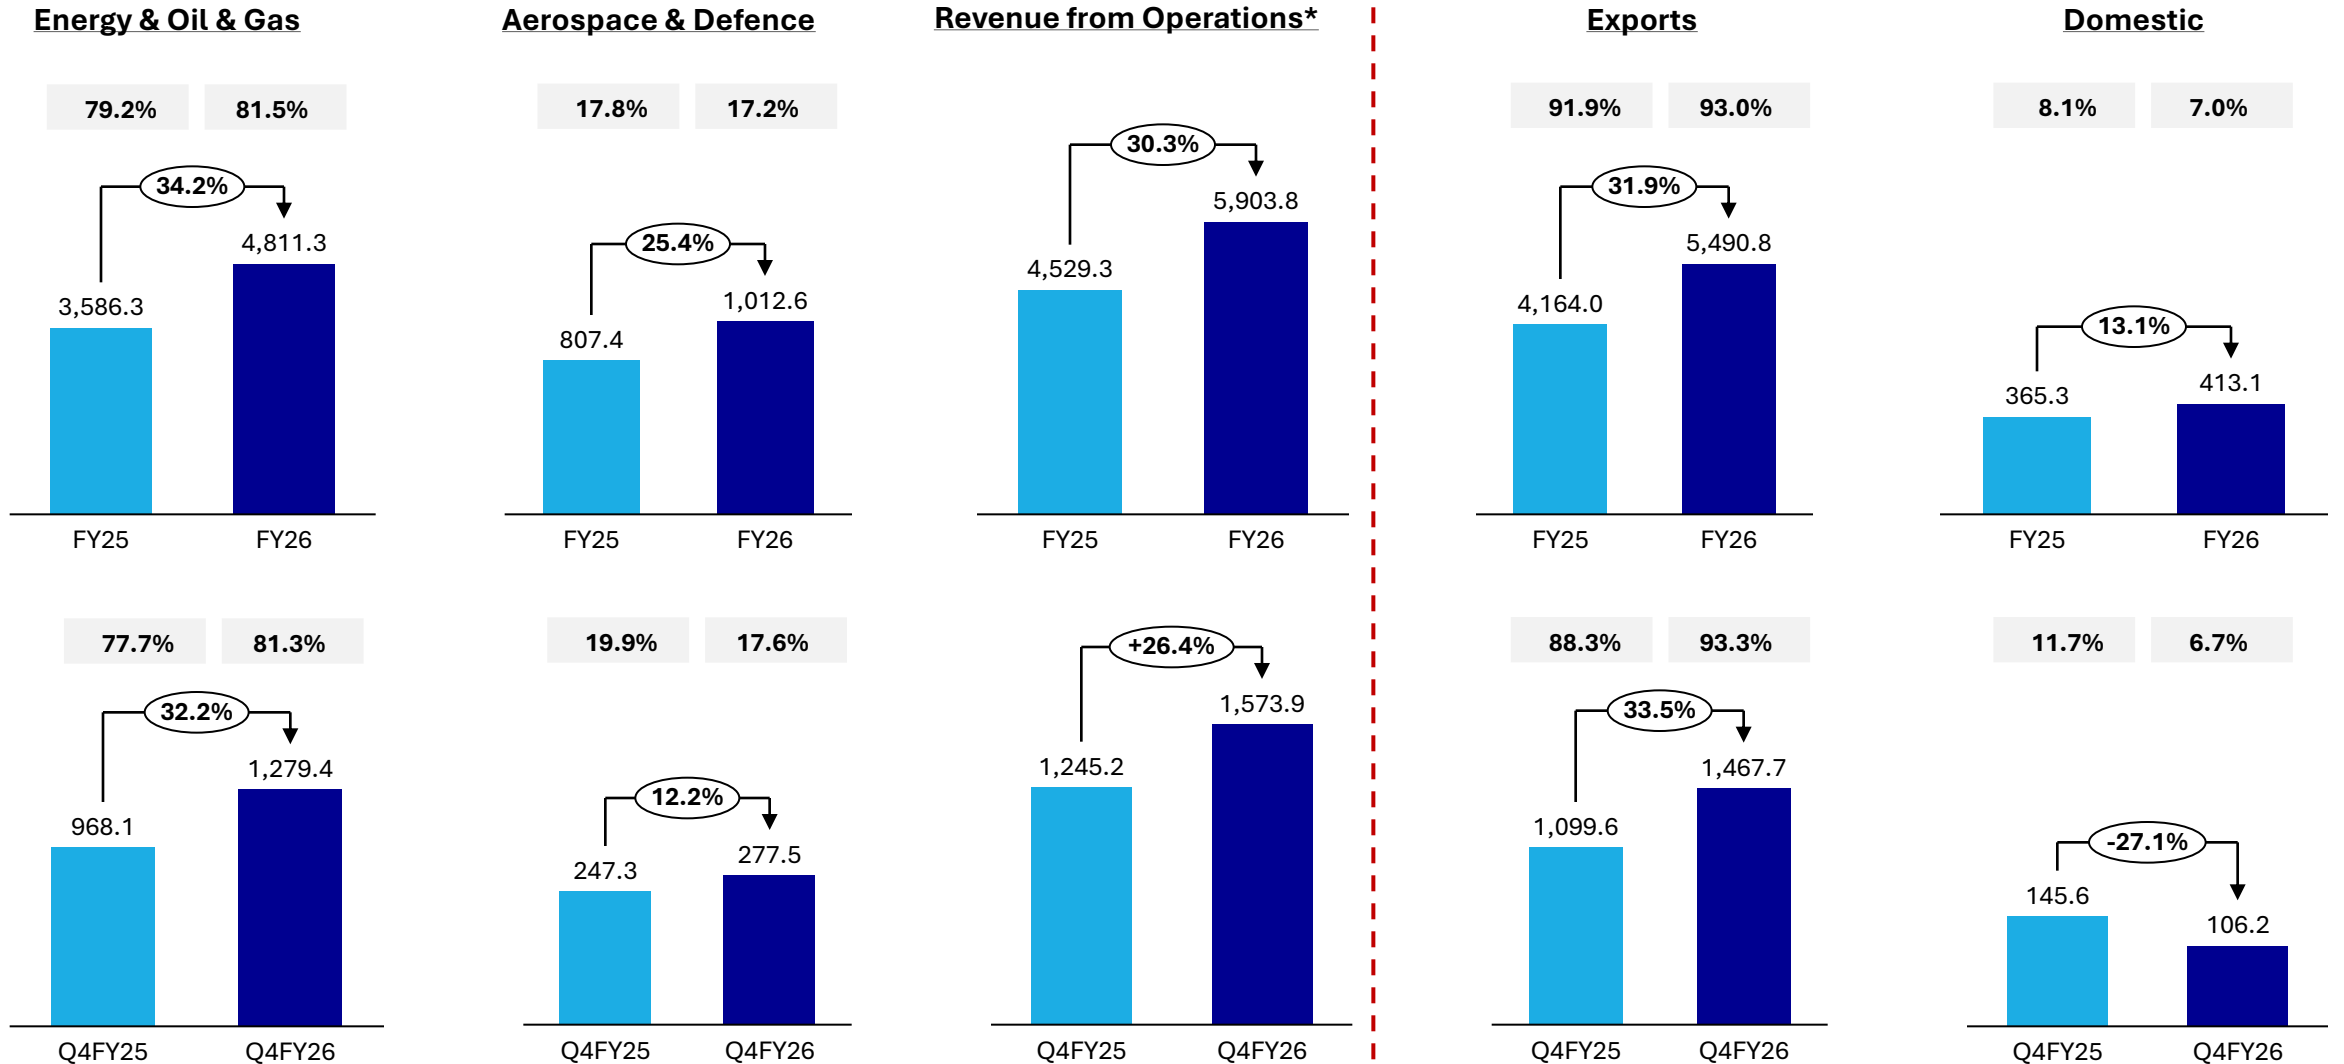 Energy & Oil & Gas
79.2% 81.5%
34.2%
3,586.3
4,811.3
FY25 FY26
Aerospace & Defence
17.8% 17.2%
25.4%
807.4
1,012.6
FY25 FY26
Revenue from Operations*
30.3%
4,529.3
5,903.8
FY25 FY26
Exports
91.9% 93.0%
31.9%
4,164.0
5,490.8
FY25 FY26
Domestic
8.1% 7.0%
13.1%
365.3
413.1
FY25 FY26
77.7% 81.3%
32.2%
968.1
1,279.4
Q4FY25 Q4FY26
19.9% 17.6%
12.2%
247.3
277.5
Q4FY25 Q4FY26
+26.4%
1,245.2
1,573.9
Q4FY25 Q4FY26
88.3% 93.3%
33.5%
1,099.6
1,467.7
Q4FY25 Q4FY26
11.7% 6.7%
-27.1%
145.6
106.2
Q4FY25 Q4FY26